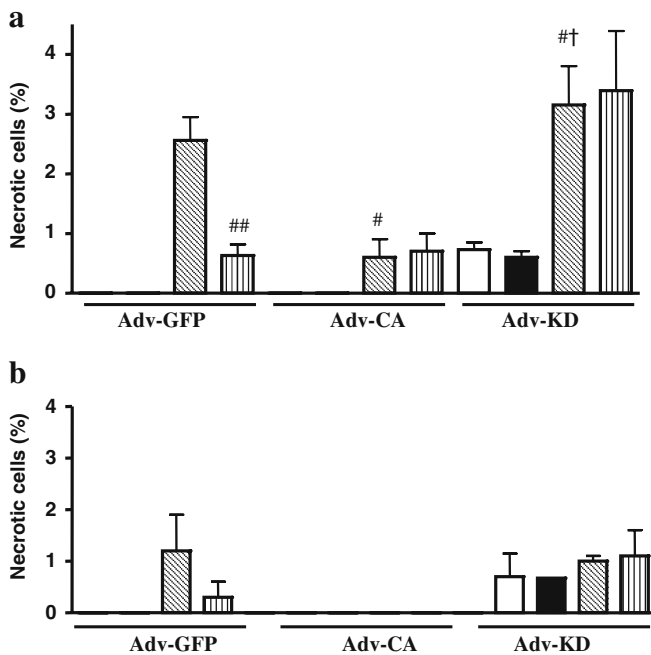 a
Necrotic cells (%)
4
3
2
1
0
##
#
#†
Adv-GFP
Adv-CA
Adv-KD
b
Necrotic cells (%)
4
3
2
1
0
Adv-GFP
Adv-CA
Adv-KD